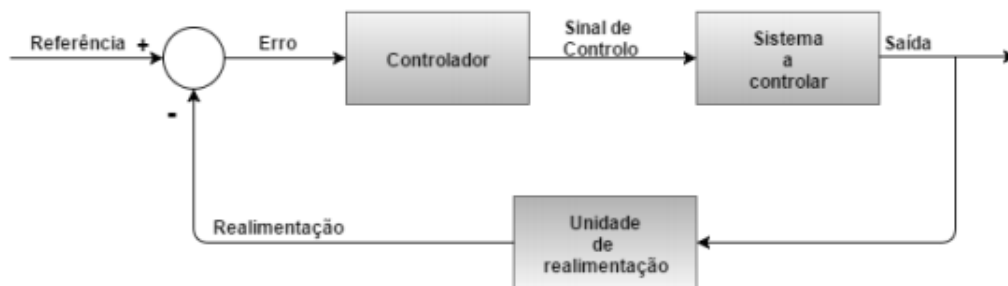 Referência +
Erro
Controlador
Sinal de
Controlo
Sistema
a
controlar
Saída
-
Realimentação
Unidade
de
realimentação